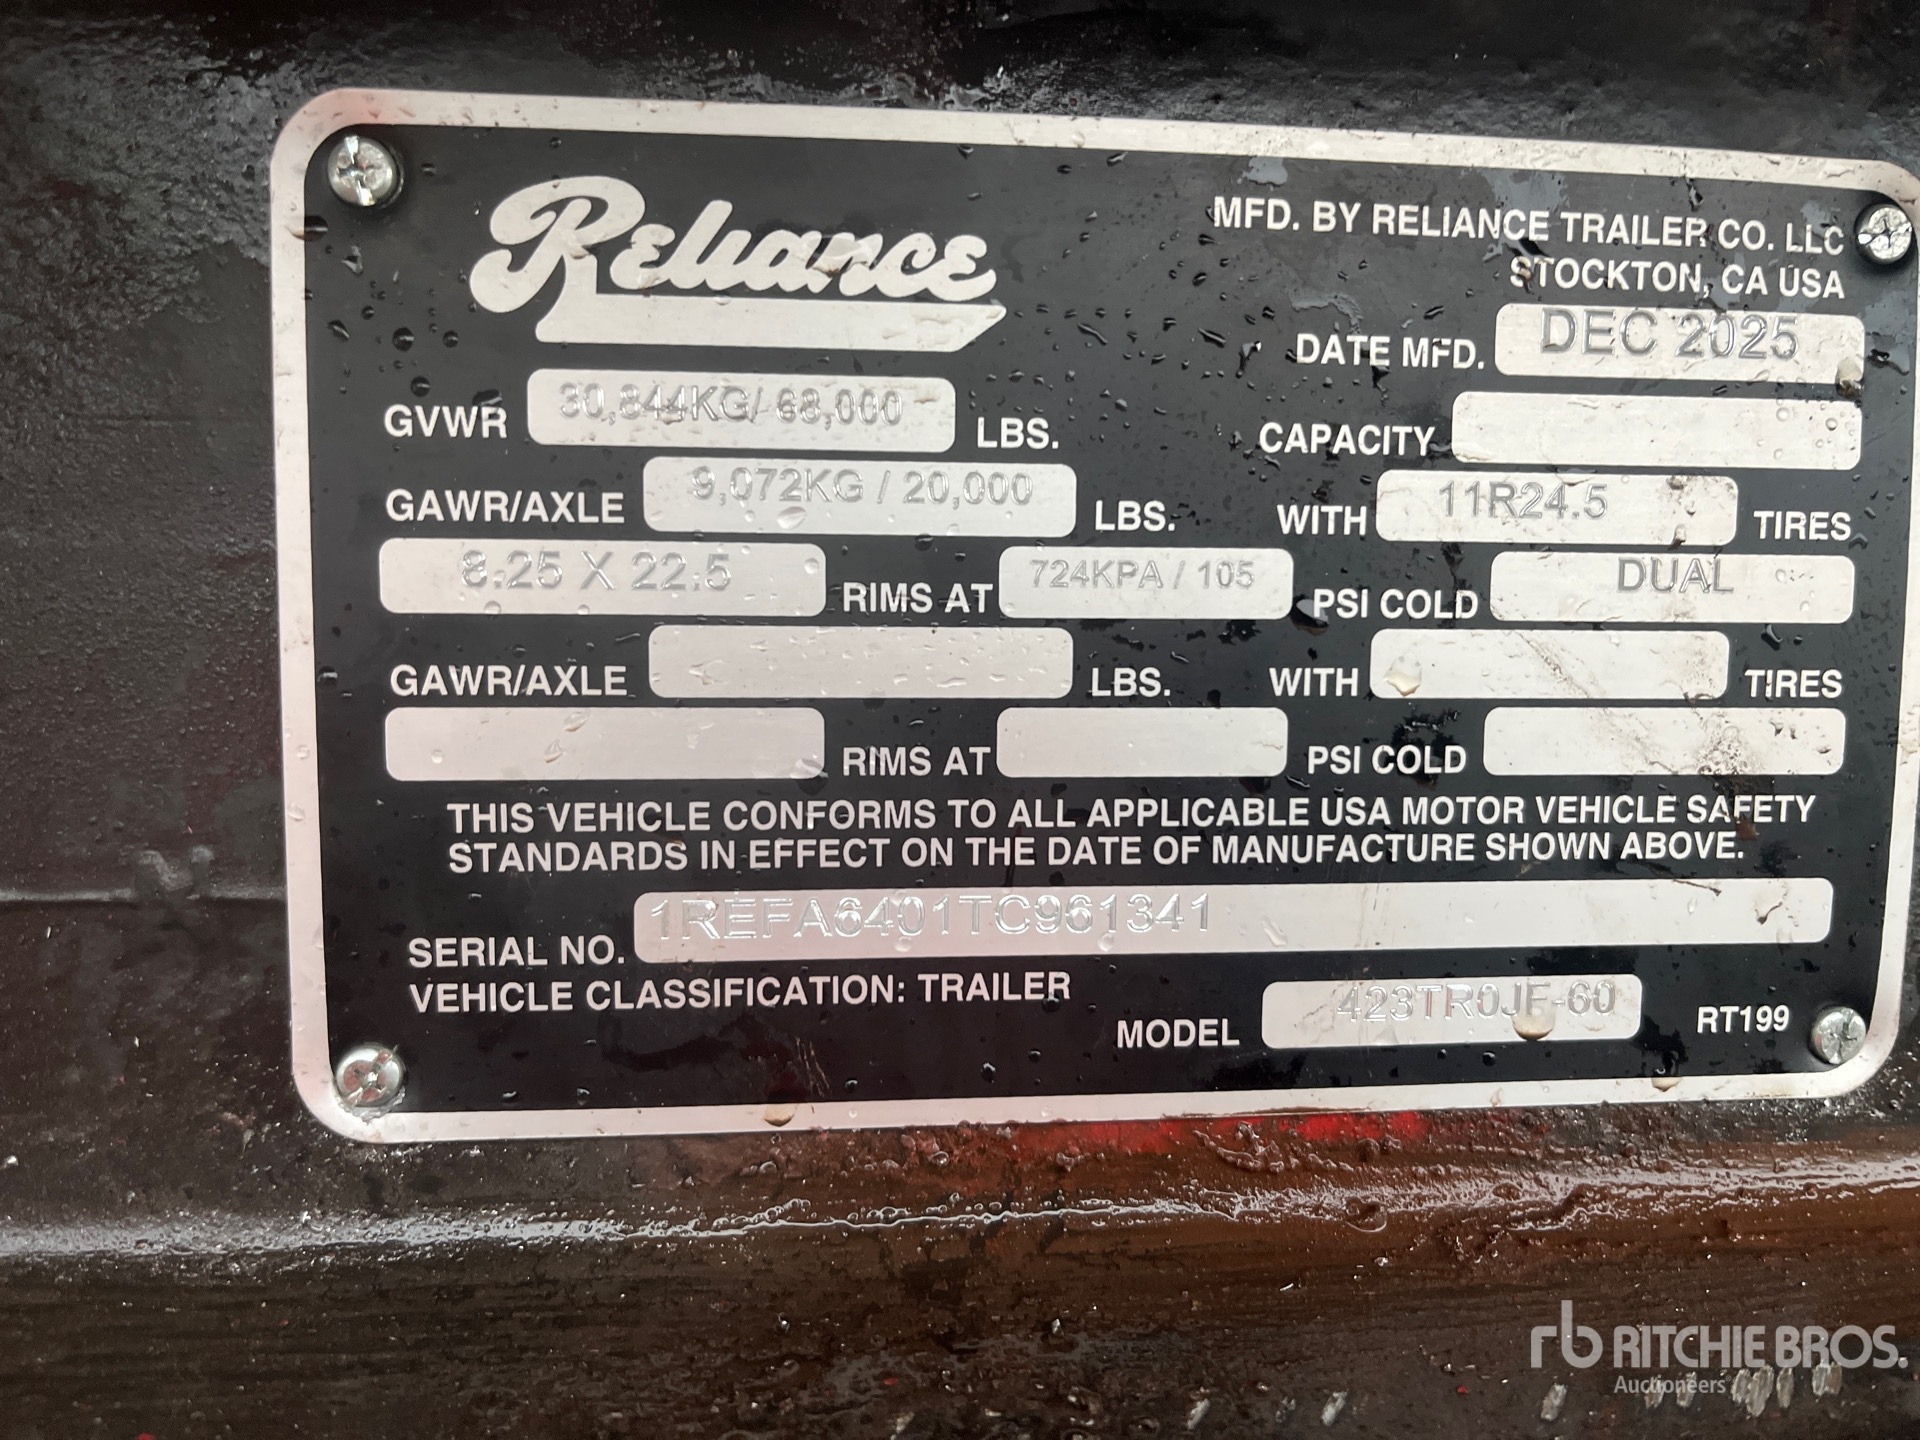 Reliance
MFD. BY RELIANCE TRAILER CO. LLC
STOCKTON, CA USA
DATE MFD. DEC 2025
GVWR 30,844KG/ 68,000 LBS. CAPACITY
GAWR/AXLE 9,072KG / 20,000 LBS. WITH 11R24.5 TIRES
8.25 X 22.5 RIMS AT 724KPA / 105 PSI COLD DUAL
GAWR/AXLE LBS. WITH TIRES
RIMS AT PSI COLD
THIS VEHICLE CONFORMS TO ALL APPLICABLE USA MOTOR VEHICLE SAFETY
STANDARDS IN EFFECT ON THE DATE OF MANUFACTURE SHOWN ABOVE.
SERIAL NO. 1REFA6401TC961341
VEHICLE CLASSIFICATION: TRAILER
MODEL 423TR0JF-60 RT199
rb RITCHIE BROS.
Auctioneers